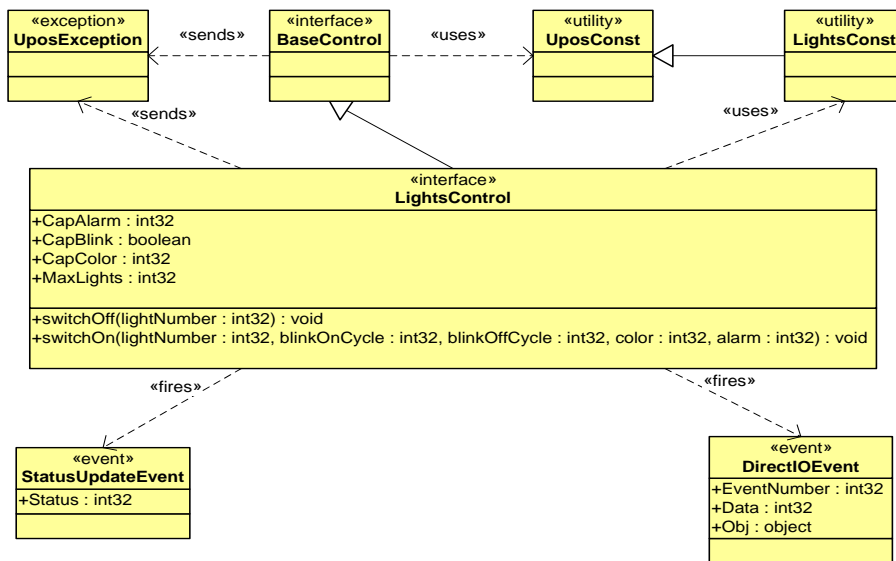 «exception»
UposException
«sends»
«interface»
BaseControl
«uses»
«utility»
UposConst
«utility»
LightsConst
«sends»
«uses»
«interface»
LightsControl
+CapAlarm : int32
+CapBlink : boolean
+CapColor : int32
+MaxLights : int32
+switchOff(lightNumber : int32) : void
+switchOn(lightNumber : int32, blinkOnCycle : int32, blinkOffCycle : int32, color : int32, alarm : int32) : void
«fires»
«fires»
«event»
StatusUpdateEvent
+Status : int32
«event»
DirectIOEvent
+EventNumber : int32
+Data : int32
+Obj : object